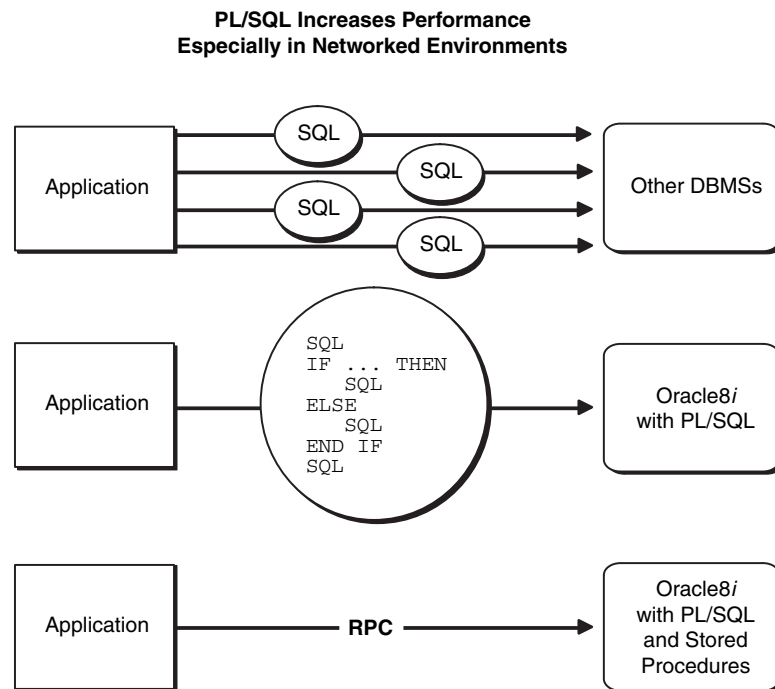 PL/SQL Increases Performance
Especially in Networked Environments
Application
SQL
SQL
SQL
SQL
Other DBMSs
Application
SQL
IF ... THEN
    SQL
ELSE
    SQL
END IF
SQL
Oracle8i
with PL/SQL
Application
RPC
Oracle8i
with PL/SQL
and Stored
Procedures